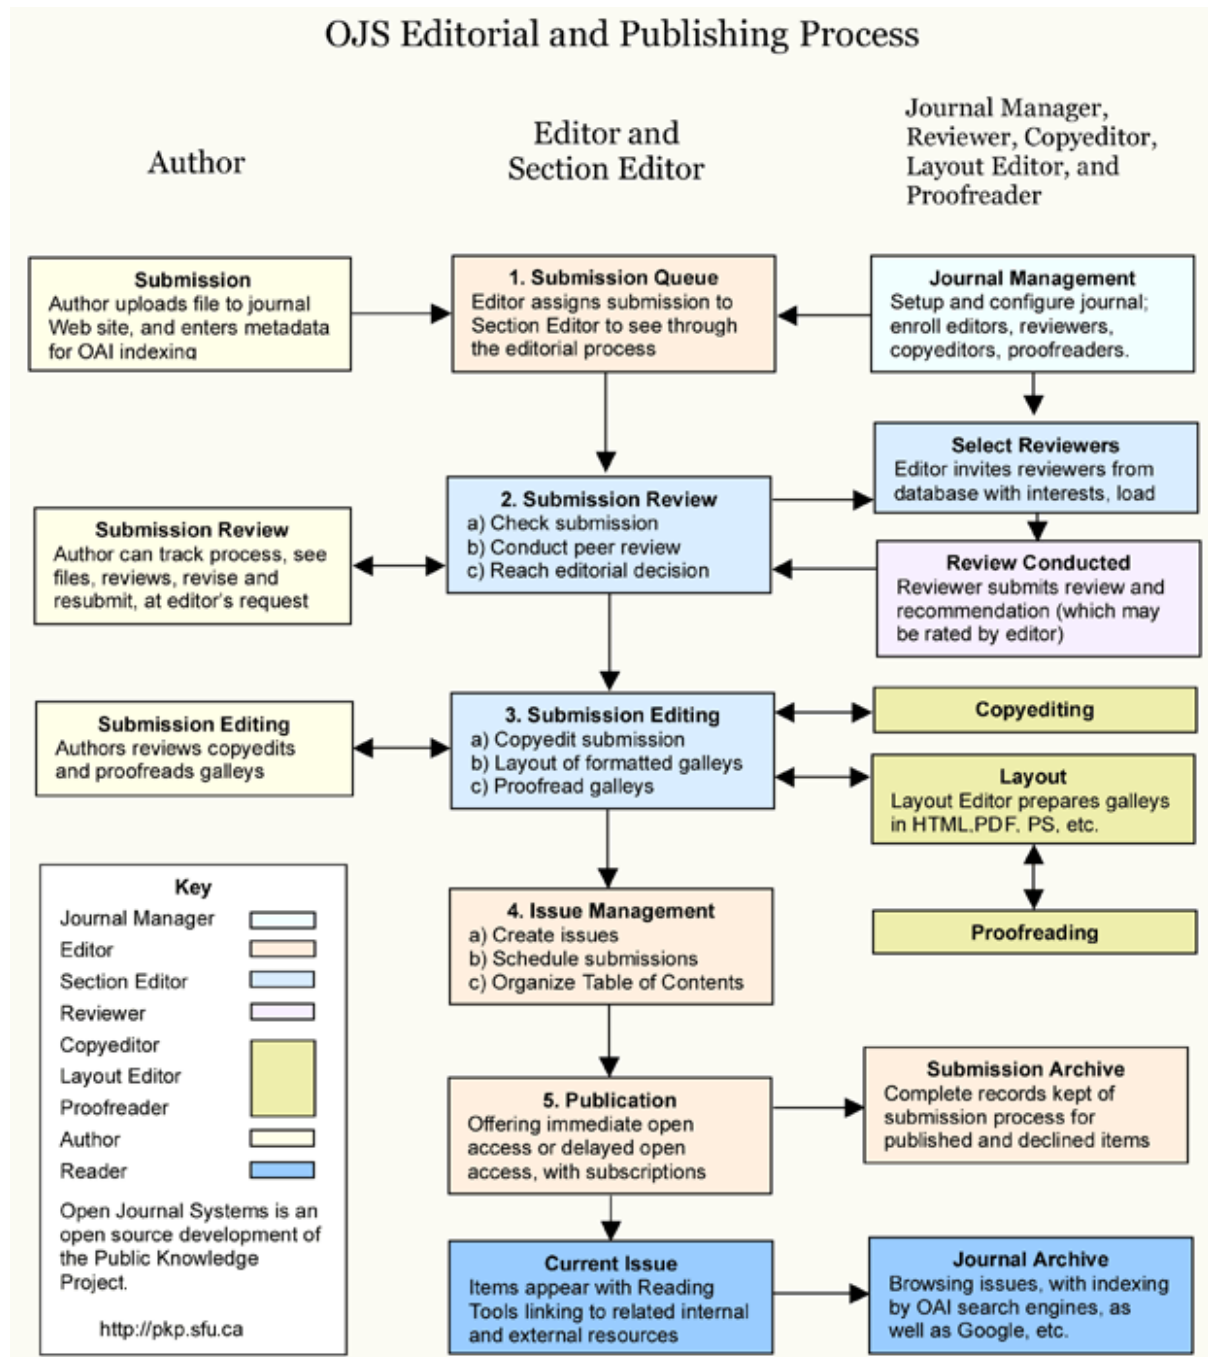 OJS Editorial and Publishing Process
Author
Editor and
Section Editor
Journal Manager,
Reviewer, Copyeditor,
Layout Editor, and
Proofreader
Submission
Author uploads file to journal
Web site, and enters metadata
for OAI indexing
1. Submission Queue
Editor assigns submission to
Section Editor to see through
the editorial process
Journal Management
Setup and configure journal;
enroll editors, reviewers,
copyeditors, proofreaders.
Select Reviewers
Editor invites reviewers from
database with interests, load
Submission Review
Author can track process, see
files, reviews, revise and
resubmit, at editor's request
2. Submission Review
a) Check submission
b) Conduct peer review
c) Reach editorial decision
Review Conducted
Reviewer submits review and
recommendation (which may
be rated by editor)
Submission Editing
Authors reviews copyedits
and proofreads galleys
3. Submission Editing
a) Copyedit submission
b) Layout of formatted galleys
c) Proofread galleys
Copyediting
Layout
Layout Editor prepares galleys
in HTML,PDF, PS, etc.
Proofreading
Key
Journal Manager
Editor
Section Editor
Reviewer
Copyeditor
Layout Editor
Proofreader
Author
Reader
Open Journal Systems is an
open source development of
the Public Knowledge
Project.
http://pkp.sfu.ca
4. Issue Management
a) Create issues
b) Schedule submissions
c) Organize Table of Contents
5. Publication
Offering immediate open
access or delayed open
access, with subscriptions
Submission Archive
Complete records kept of
submission process for
published and declined items
Current Issue
Items appear with Reading
Tools linking to related internal
and external resources
Journal Archive
Browsing issues, with indexing
by OAI search engines, as
well as Google, etc.